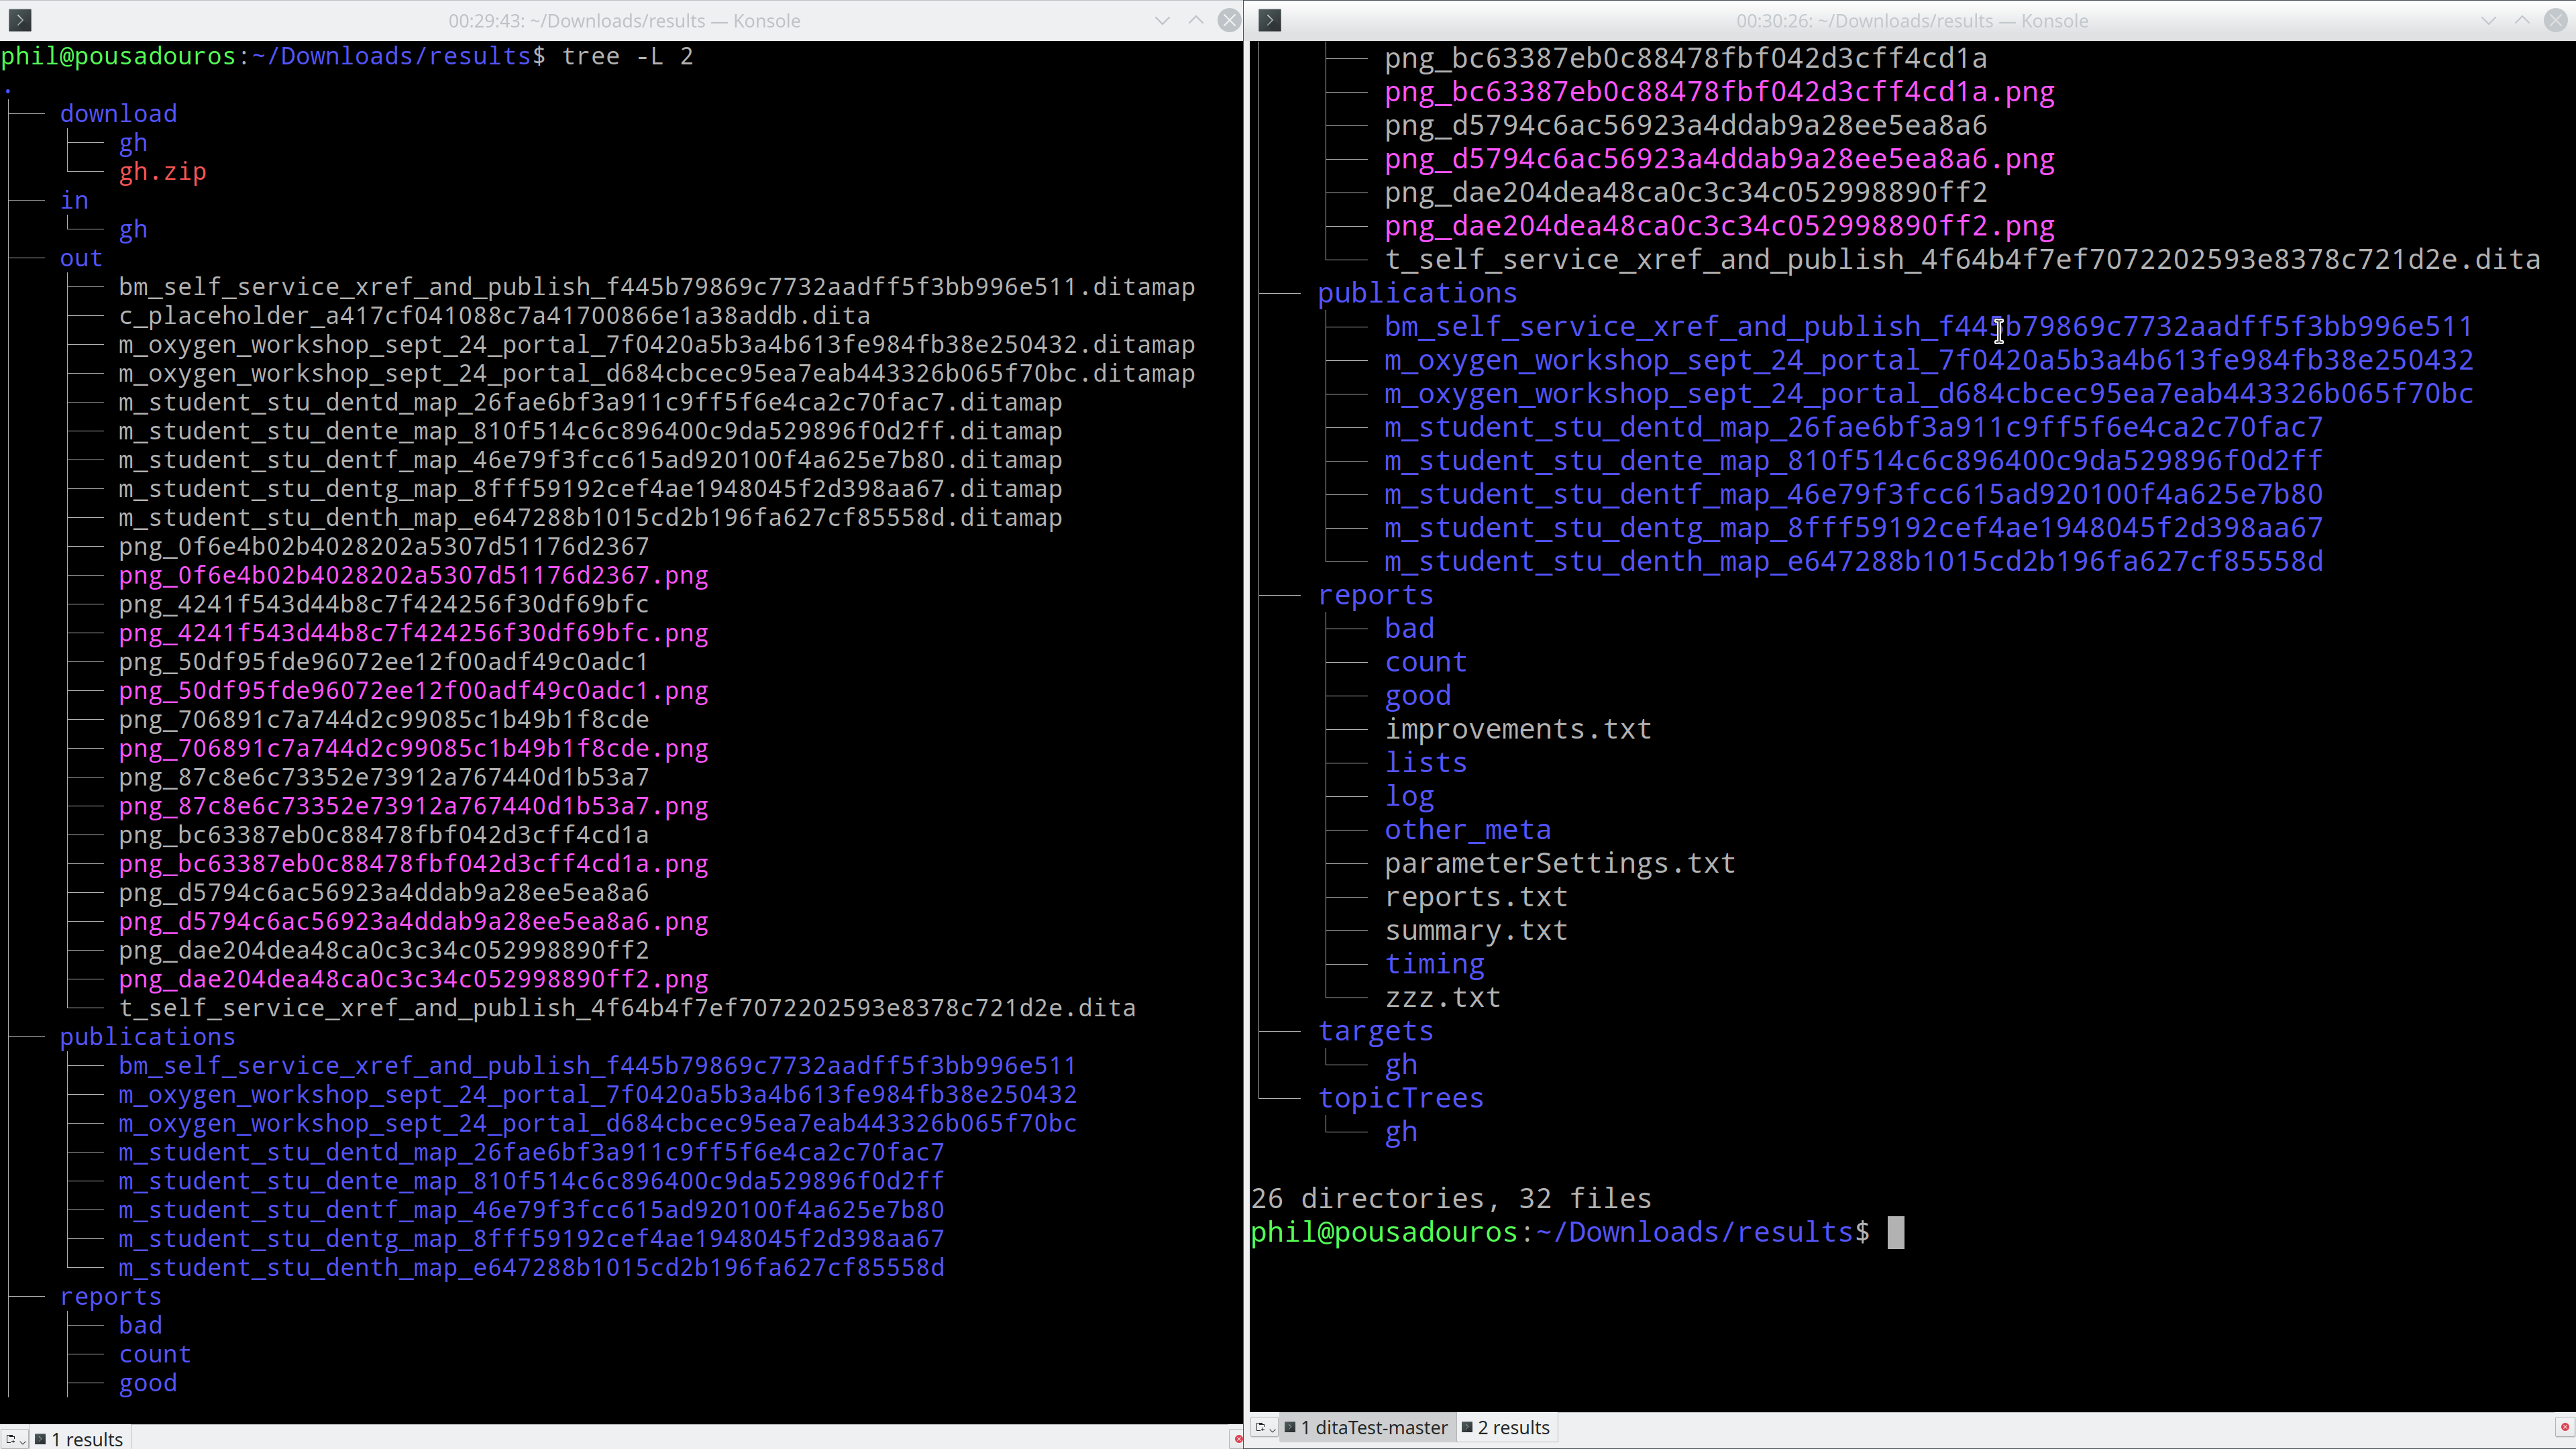 00:29:43: ~/Downloads/results — Konsole
phil@pousadouros:~/Downloads/results$ tree -L 2
.
download
gh
gh.zip
in
gh
out
bm_self_service_xref_and_publish_f445b79869c7732aadff5f3bb996e511.ditamap
c_placeholder_a417cf041088c7a41700866e1a38addb.dita
m_oxygen_workshop_sept_24_portal_7f0420a5b3a4b613fe984fb38e250432.ditamap
m_oxygen_workshop_sept_24_portal_d684cbcec95ea7eab443326b065f70bc.ditamap
m_student_stu_dentd_map_26fae6bf3a911c9ff5f6e4ca2c70fac7.ditamap
m_student_stu_dente_map_810f514c6c896400c9da529896f0d2ff.ditamap
m_student_stu_dentf_map_46e79f3fcc615ad920100f4a625e7b80.ditamap
m_student_stu_dentg_map_8fff59192cef4ae1948045f2d398aa67.ditamap
m_student_stu_denth_map_e647288b1015cd2b196fa627cf85558d.ditamap
png_0f6e4b02b4028202a5307d51176d2367
png_0f6e4b02b4028202a5307d51176d2367.png
png_4241f543d44b8c7f424256f30df69bfc
png_4241f543d44b8c7f424256f30df69bfc.png
png_50df95fde96072ee12f00adf49c0adc1
png_50df95fde96072ee12f00adf49c0adc1.png
png_706891c7a744d2c99085c1b49b1f8cde
png_706891c7a744d2c99085c1b49b1f8cde.png
png_87c8e6c73352e73912a767440d1b53a7
png_87c8e6c73352e73912a767440d1b53a7.png
png_bc63387eb0c88478fbf042d3cff4cd1a
png_bc63387eb0c88478fbf042d3cff4cd1a.png
png_d5794c6ac56923a4ddab9a28ee5ea8a6
png_d5794c6ac56923a4ddab9a28ee5ea8a6.png
png_dae204dea48ca0c3c34c052998890ff2
png_dae204dea48ca0c3c34c052998890ff2.png
t_self_service_xref_and_publish_4f64b4f7ef7072202593e8378c721d2e.dita
publications
bm_self_service_xref_and_publish_f445b79869c7732aadff5f3bb996e511
m_oxygen_workshop_sept_24_portal_7f0420a5b3a4b613fe984fb38e250432
m_oxygen_workshop_sept_24_portal_d684cbcec95ea7eab443326b065f70bc
m_student_stu_dentd_map_26fae6bf3a911c9ff5f6e4ca2c70fac7
m_student_stu_dente_map_810f514c6c896400c9da529896f0d2ff
m_student_stu_dentf_map_46e79f3fcc615ad920100f4a625e7b80
m_student_stu_dentg_map_8fff59192cef4ae1948045f2d398aa67
m_student_stu_denth_map_e647288b1015cd2b196fa627cf85558d
reports
bad
count
good
1 results
00:30:26: ~/Downloads/results — Konsole
png_bc63387eb0c88478fbf042d3cff4cd1a
png_bc63387eb0c88478fbf042d3cff4cd1a.png
png_d5794c6ac56923a4ddab9a28ee5ea8a6
png_d5794c6ac56923a4ddab9a28ee5ea8a6.png
png_dae204dea48ca0c3c34c052998890ff2
png_dae204dea48ca0c3c34c052998890ff2.png
t_self_service_xref_and_publish_4f64b4f7ef7072202593e8378c721d2e.dita
publications
bm_self_service_xref_and_publish_f445b79869c7732aadff5f3bb996e511
m_oxygen_workshop_sept_24_portal_7f0420a5b3a4b613fe984fb38e250432
m_oxygen_workshop_sept_24_portal_d684cbcec95ea7eab443326b065f70bc
m_student_stu_dentd_map_26fae6bf3a911c9ff5f6e4ca2c70fac7
m_student_stu_dente_map_810f514c6c896400c9da529896f0d2ff
m_student_stu_dentf_map_46e79f3fcc615ad920100f4a625e7b80
m_student_stu_dentg_map_8fff59192cef4ae1948045f2d398aa67
m_student_stu_denth_map_e647288b1015cd2b196fa627cf85558d
reports
bad
count
good
improvements.txt
lists
log
other_meta
parameterSettings.txt
reports.txt
summary.txt
timing
zzz.txt
targets
gh
topicTrees
gh
26 directories, 32 files
phil@pousadouros:~/Downloads/results$
1 ditaTest-master 2 results